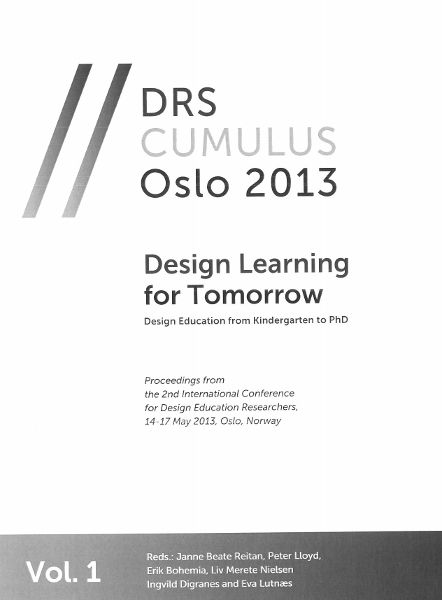 DRS
CUMULUS
Oslo 2013
Design Learning
for Tomorrow
Design Education from Kindergarten to PhD
Proceedings from
the 2nd International Conference
for Design Education Researchers,
14-17 May 2013, Oslo, Norway
Vol. 1
Reds.: Janne Beate Reitan, Peter Lloyd,
Erik Bohemia, Liv Merete Nielsen
Ingvild Digranes and Eva Lutnæs